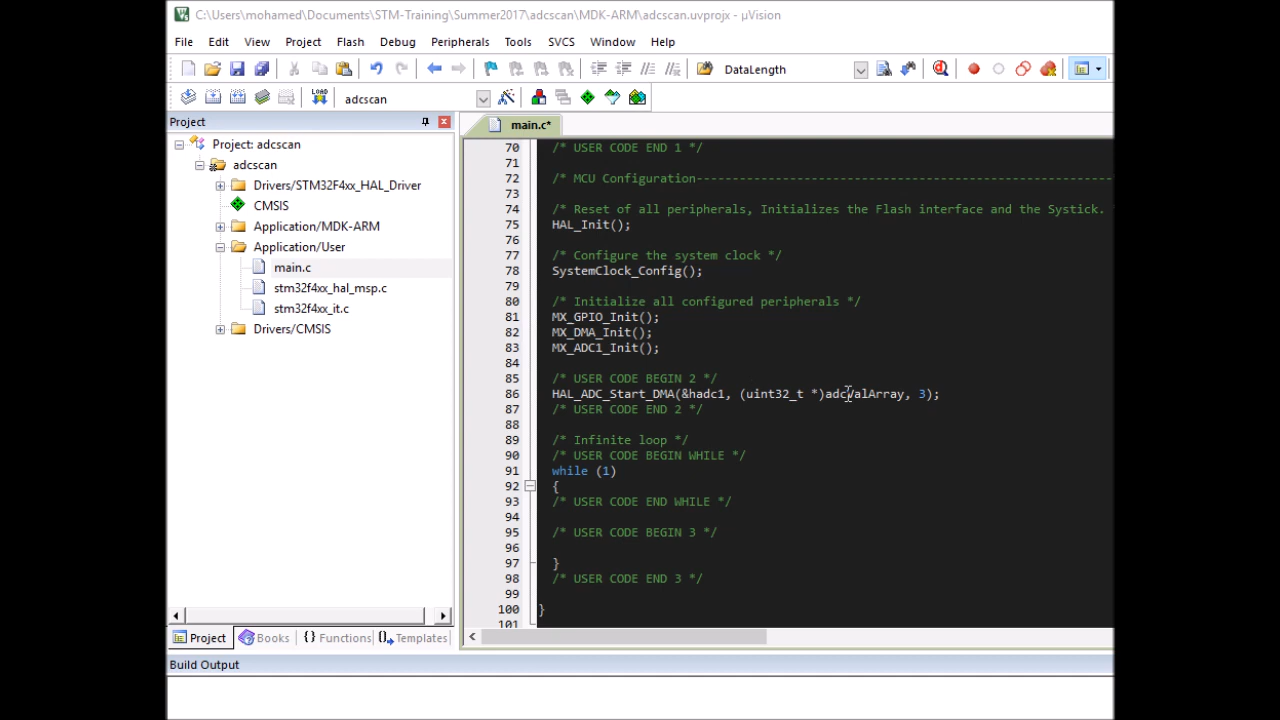 C:\Users\mohamed\Documents\STM-Training\Summer2017\adcscan\MDK-ARM\adcscan.uvprojx - µVision
File Edit View Project Flash Debug Peripherals Tools SVCS Window Help
DataLength
LOAD adcscan
Project
main.c*
Project: adcscan
adcscan
Drivers/STM32F4xx_HAL_Driver
CMSIS
Application/MDK-ARM
Application/User
main.c
stm32f4xx_hal_msp.c
stm32f4xx_it.c
Drivers/CMSIS
70 /* USER CODE END 1 */
71
72 /* MCU Configuration----------------------------------------------------------
73
74 /* Reset of all peripherals, Initializes the Flash interface and the Systick.
75 HAL_Init();
76
77 /* Configure the system clock */
78 SystemClock_Config();
79
80 /* Initialize all configured peripherals */
81 MX_GPIO_Init();
82 MX_DMA_Init();
83 MX_ADC1_Init();
84
85 /* USER CODE BEGIN 2 */
86 HAL_ADC_Start_DMA(&hadc1, (uint32_t *)adcValArray, 3);
87 /* USER CODE END 2 */
88
89 /* Infinite loop */
90 /* USER CODE BEGIN WHILE */
91 while (1)
92 {
93 /* USER CODE END WHILE */
94
95 /* USER CODE BEGIN 3 */
96
97 }
98 /* USER CODE END 3 */
99
100 }
101
Project Books {} Functions 0→ Templates
Build Output